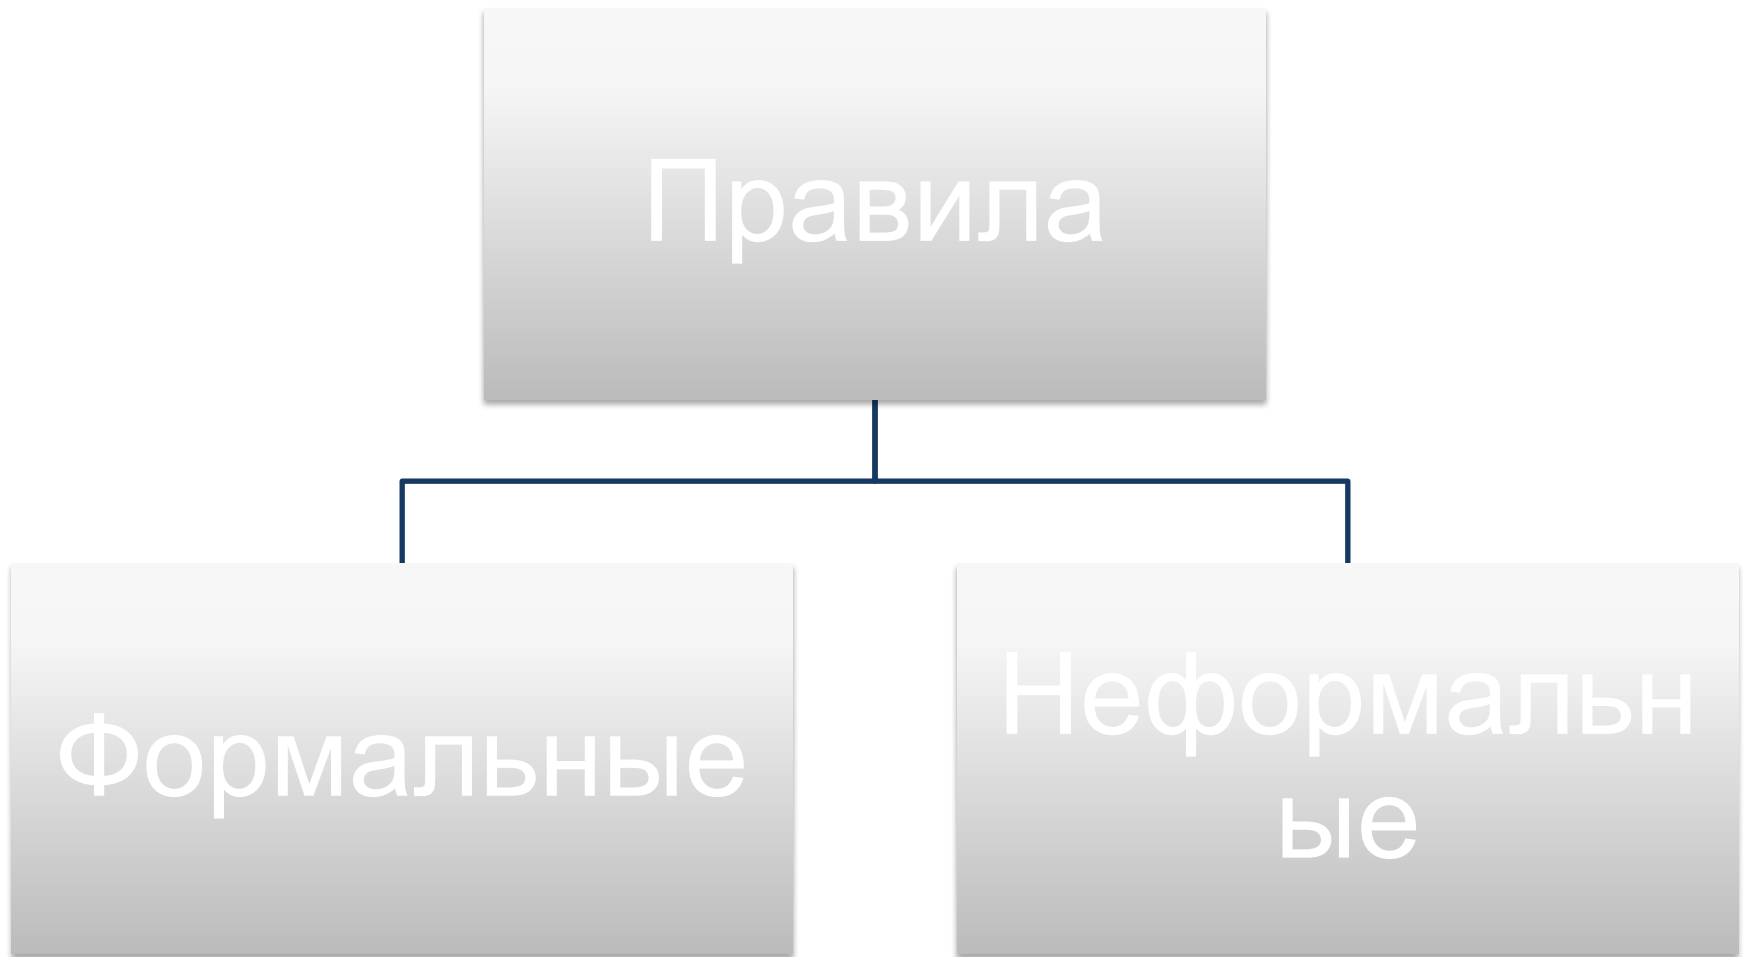 Правила
Формальные
Неформальн
ые